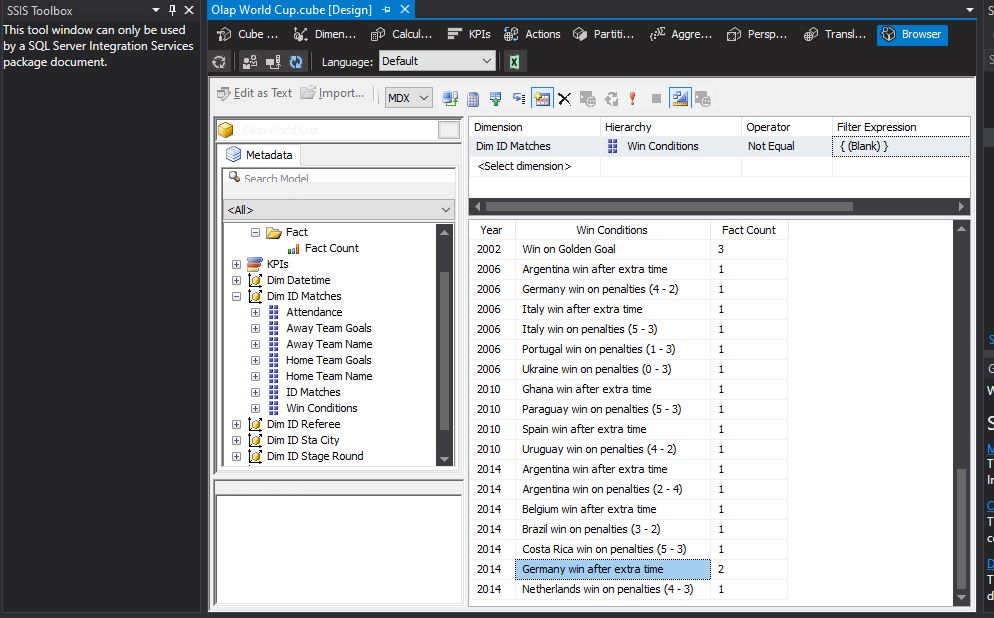 SSIS Toolbox
This tool window can only be used
by a SQL Server Integration Services
package document.
Olap World Cup.cube [Design]
Cube ... Dimen... Calcul... KPIs Actions Partiti... Aggre... Persp... Transl... Browser
Language: Default
Edit as Text Import... MDX
Olap World Cup
Metadata
Search Model
<All>
Fact
Fact Count
KPIs
Dim Datetime
Dim ID Matches
Attendance
Away Team Goals
Away Team Name
Home Team Goals
Home Team Name
ID Matches
Win Conditions
Dim ID Referee
Dim ID Sta City
Dim ID Stage Round
Dimension Hierarchy Operator Filter Expression
Dim ID Matches Win Conditions Not Equal { (Blank) }
<Select dimension>
Year Win Conditions Fact Count
2002 Win on Golden Goal 3
2006 Argentina win after extra time 1
2006 Germany win on penalties (4 - 2) 1
2006 Italy win after extra time 1
2006 Italy win on penalties (5 - 3) 1
2006 Portugal win on penalties (1 - 3) 1
2006 Ukraine win on penalties (0 - 3) 1
2010 Ghana win after extra time 1
2010 Paraguay win on penalties (5 - 3) 1
2010 Spain win after extra time 1
2010 Uruguay win on penalties (4 - 2) 1
2014 Argentina win after extra time 1
2014 Argentina win on penalties (2 - 4) 1
2014 Belgium win after extra time 1
2014 Brazil win on penalties (3 - 2) 1
2014 Costa Rica win on penalties (5 - 3) 1
2014 Germany win after extra time 2
2014 Netherlands win on penalties (4 - 3) 1